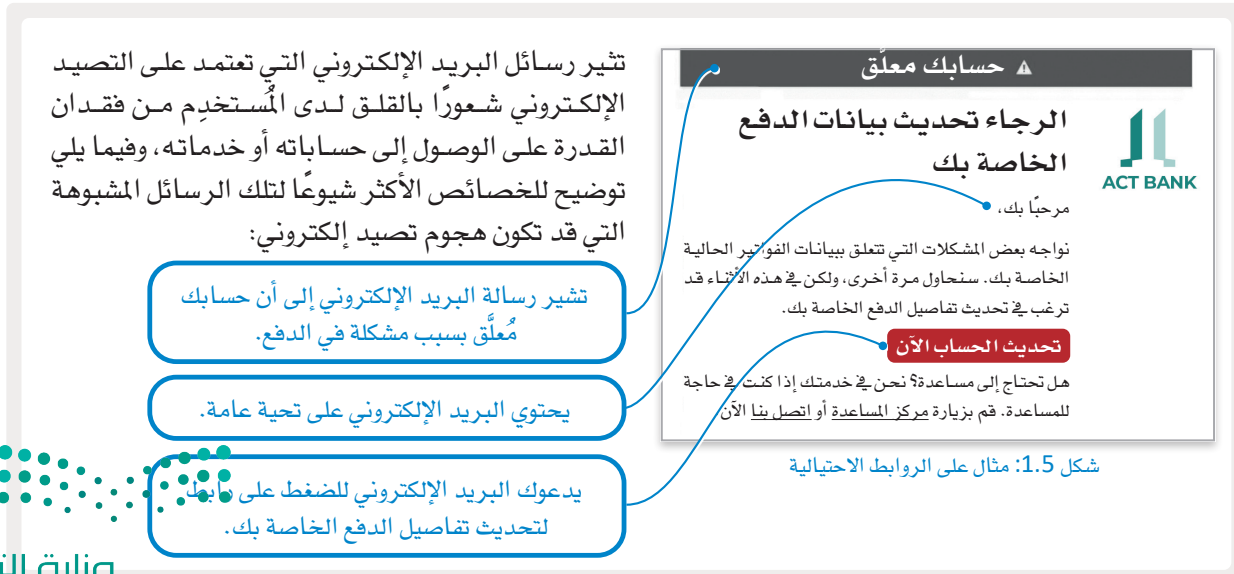 تثير رسائل البريد الإلكتروني التي تعتمد على التصيد
الإلكتروني شعورًا بالقلق لدى المُستخدِم من فقدان
القدرة على الوصول إلى حساباته أو خدماته، وفيما يلي
توضيح للخصائص الأكثر شيوعًا لتلك الرسائل المشبوهة
التي قد تكون هجوم تصيد إلكتروني:
حسابك معلَّق
ACT BANK
الرجاء تحديث بيانات الدفع
الخاصة بك
مرحبًا بك،
نواجه بعض المشكلات التي تتعلق ببيانات الفواتير الحالية
الخاصة بك. سنحاول مرة أخرى، ولكن في هذه الأثناء قد
ترغب في تحديث تفاصيل الدفع الخاصة بك.
تحديث الحساب الآن
هل تحتاج إلى مساعدة؟ نحن في خدمتك إذا كنت في حاجة
للمساعدة. قم بزيارة مركز المساعدة أو اتصل بنا الآن
شكل 1.5: مثال على الروابط الاحتيالية
تشير رسالة البريد الإلكتروني إلى أن حسابك
مُعلَّق بسبب مشكلة في الدفع.
يحتوي البريد الإلكتروني على تحية عامة.
يدعوك البريد الإلكتروني للضغط على رابط
لتحديث تفاصيل الدفع الخاصة بك.